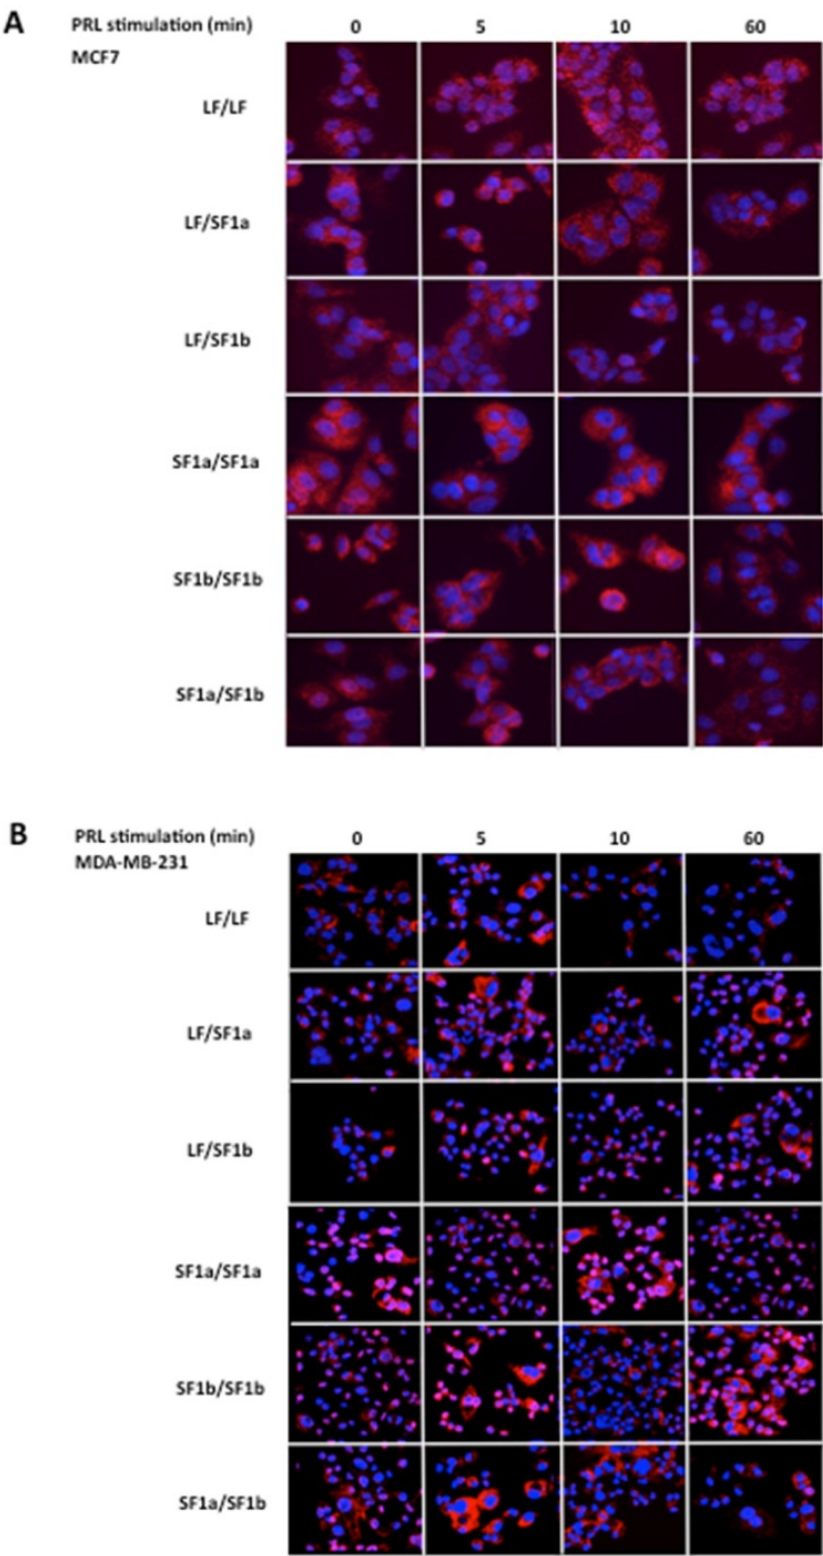 A PRL stimulation (min) 0 5 10 60
MCF7
LF/LF
LF/SF1a
LF/SF1b
SF1a/SF1a
SF1b/SF1b
SF1a/SF1b
B PRL stimulation (min) 0 5 10 60
MDA-MB-231
LF/LF
LF/SF1a
LF/SF1b
SF1a/SF1a
SF1b/SF1b
SF1a/SF1b